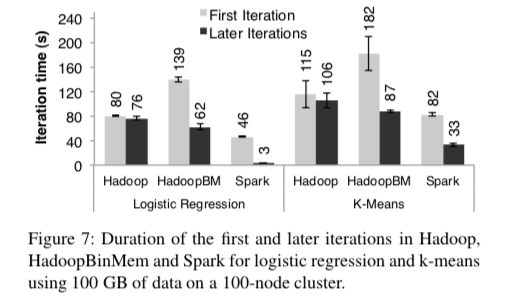 240
200
160
120
80
40
0
Iteration time (s)
First Iteration
Later Iterations
80
76
139
62
46
3
115
106
182
87
82
33
Hadoop HadoopBM Spark Hadoop HadoopBM Spark
Logistic Regression K-Means
Figure 7: Duration of the first and later iterations in Hadoop,
HadoopBinMem and Spark for logistic regression and k-means
using 100 GB of data on a 100-node cluster.